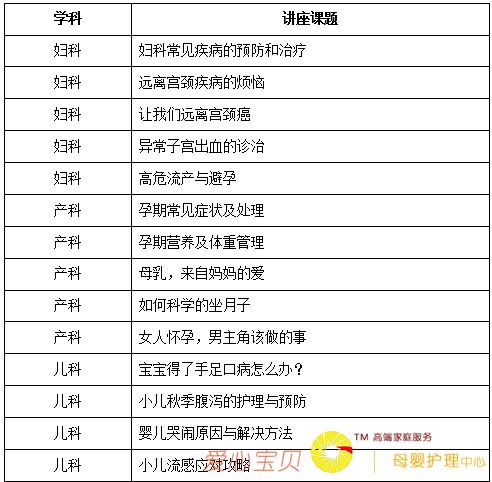 学科 讲座课题
妇科 妇科常见疾病的预防和治疗
妇科 远离宫颈疾病的烦恼
妇科 让我们远离宫颈癌
妇科 异常子宫出血的诊治
妇科 高危流产与避孕
产科 孕期常见症状及处理
产科 孕期营养及体重管理
产科 母乳，来自妈妈的爱
产科 如何科学的坐月子
产科 女人怀孕，男主角该做的事
儿科 宝宝得了手足口病怎么办？
儿科 小儿秋季腹泻的护理与预防
儿科 婴儿哭闹原因与解决方法
TM 高端家庭服务
儿科 小儿流感应对攻略
爱心宝贝 母婴护理中心